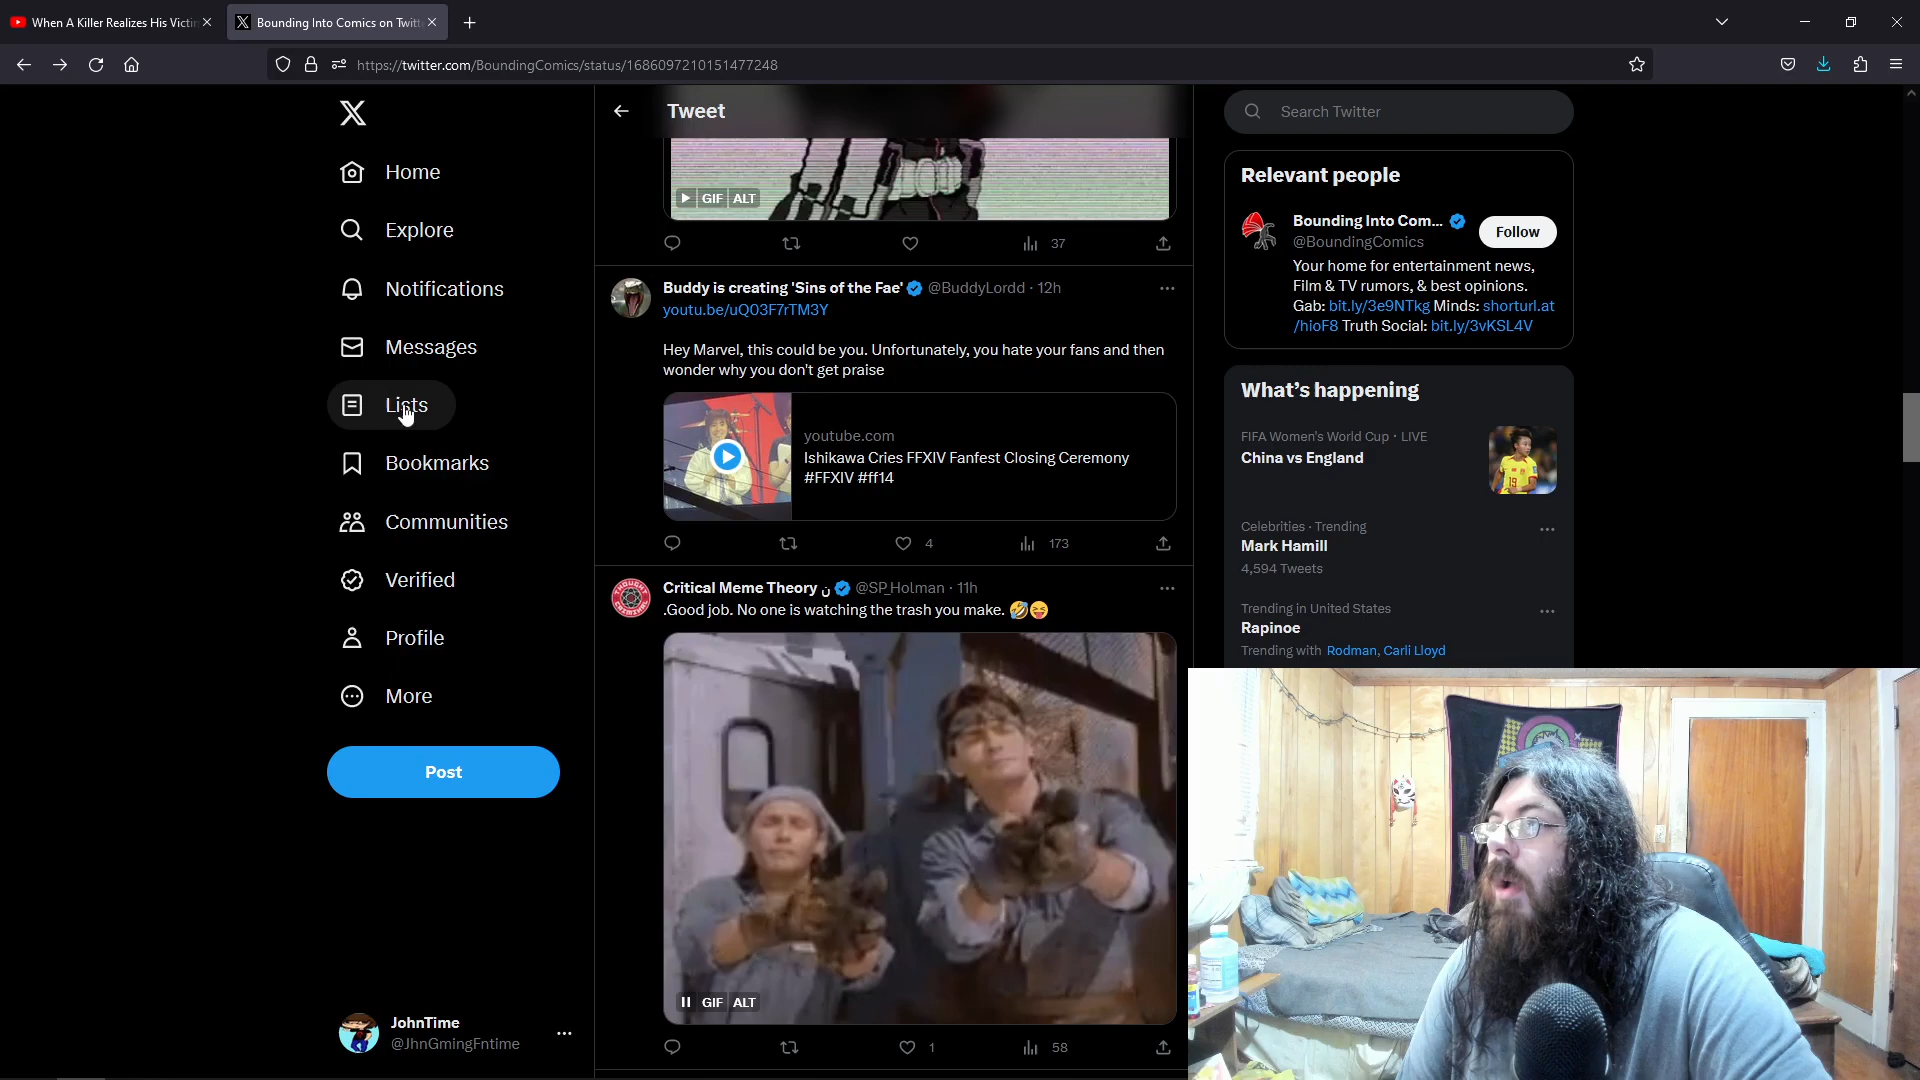 When A Killer Realizes His Victi
Bounding Into Comics on Twitt
https://twitter.com/BoundingComics/status/1686097210151477248
Home
Explore
Notifications
Messages
Lists
Bookmarks
Communities
Verified
Profile
More
Post
JohnTime
@JhnGmingFntime
Tweet
GIF ALT
37
Buddy is creating 'Sins of the Fae' @BuddyLordd · 12h
youtu.be/uQ03F7rTM3Y
Hey Marvel, this could be you. Unfortunately, you hate your fans and then
wonder why you don't get praise
youtube.com
Ishikawa Cries FFXIV Fanfest Closing Ceremony
#FFXIV #ff14
4 173
Critical Meme Theory ن @SP_Holman · 11h
.Good job. No one is watching the trash you make. 🤣😝
GIF ALT
1 58
Search Twitter
Relevant people
Bounding Into Com...
@BoundingComics
Follow
Your home for entertainment news,
Film & TV rumors, & best opinions.
Gab: bit.ly/3e9NTkg Minds: shorturl.at
/hioF8 Truth Social: bit.ly/3vKSL4V
What's happening
FIFA Women's World Cup · LIVE
China vs England
Celebrities · Trending
Mark Hamill
4,594 Tweets
Trending in United States
Rapinoe
Trending with Rodman, Carli Lloyd